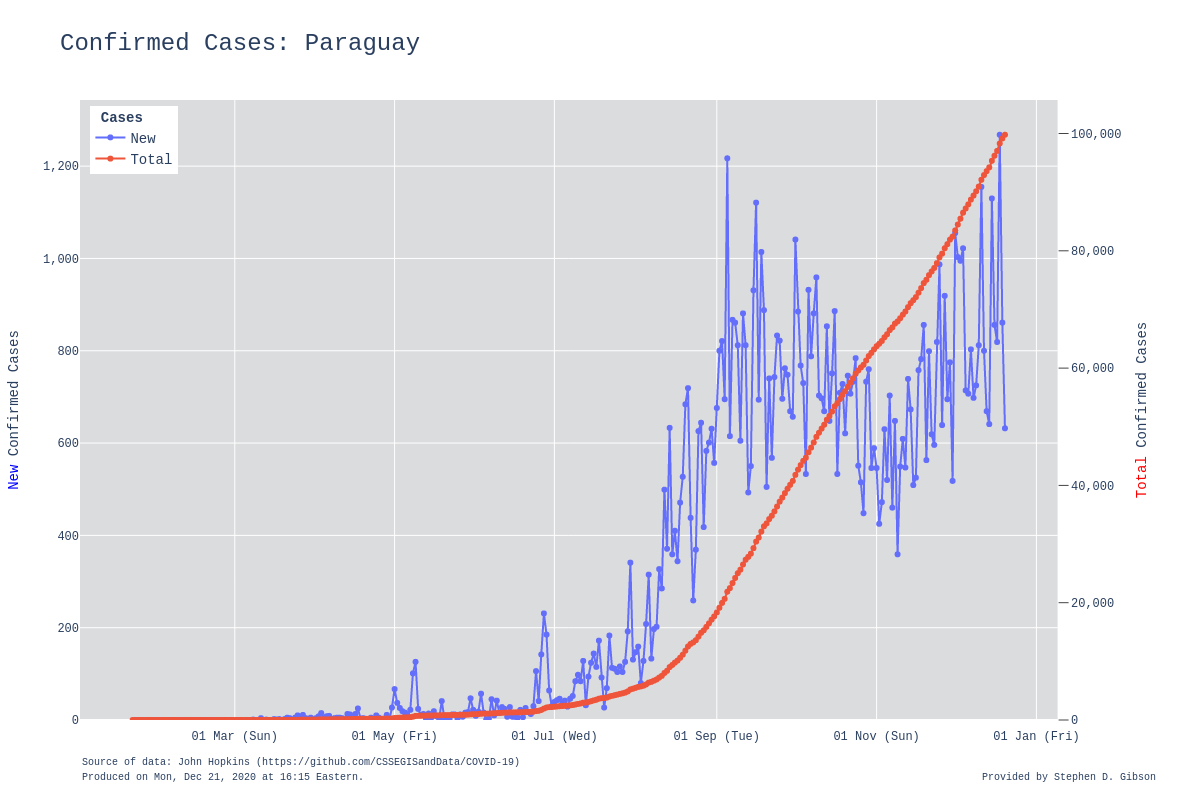 Confirmed Cases: Paraguay
Cases
New
Total
1,200
1,000
800
600
400
200
0
100,000
80,000
60,000
40,000
20,000
0
New Confirmed Cases
Total Confirmed Cases
01 Mar (Sun)
01 May (Fri)
01 Jul (Wed)
01 Sep (Tue)
01 Nov (Sun)
01 Jan (Fri)
Source of data: John Hopkins (https://github.com/CSSEGISandData/COVID-19)
Produced on Mon, Dec 21, 2020 at 16:15 Eastern.
Provided by Stephen D. Gibson